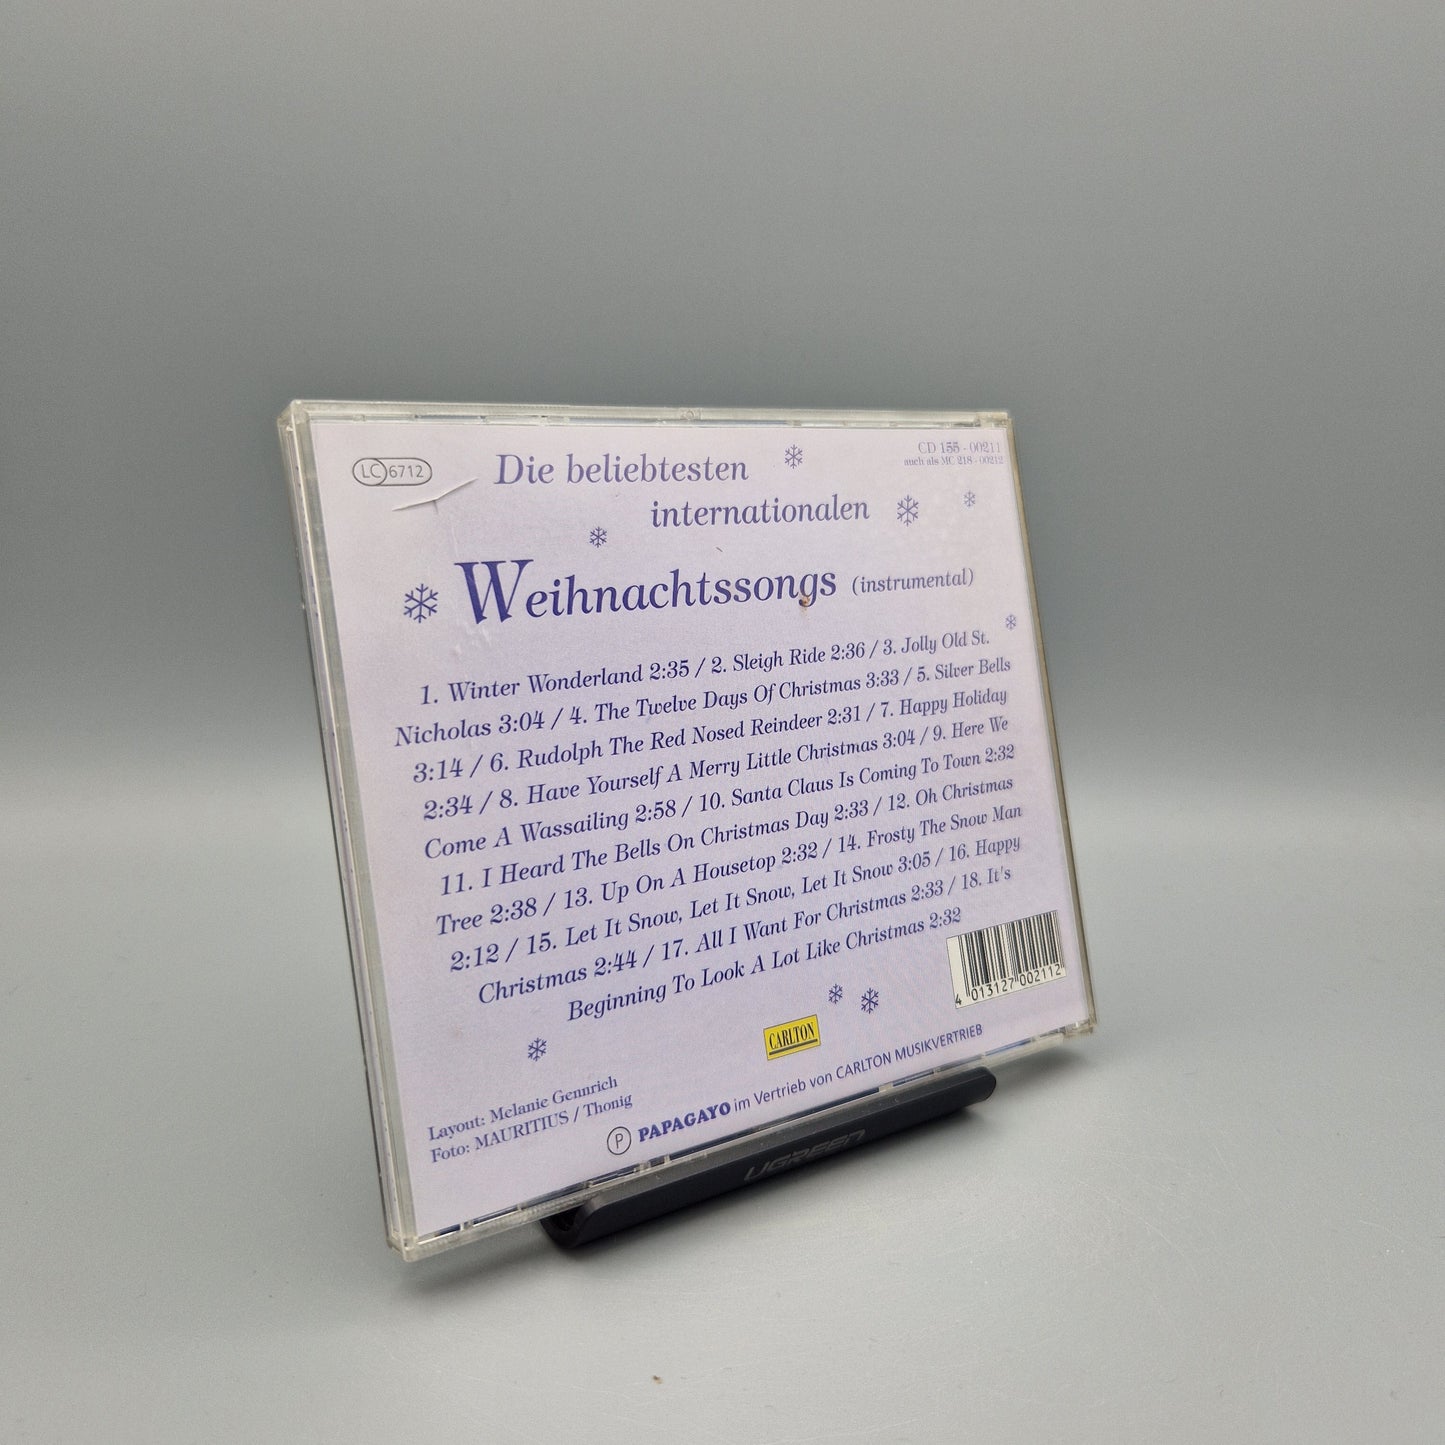 LC 6712
Die beliebtesten
internationalen
CD 155 - 00211
auch als MC 218 - 00212
Weihnachtssongs (instrumental)
1. Winter Wonderland 2:35 / 2. Sleigh Ride 2:36 / 3. Jolly Old St.
Nicholas 3:04 / 4. The Twelve Days Of Christmas 3:33 / 5. Silver Bells
3:14 / 6. Rudolph The Red Nosed Reindeer 2:31 / 7. Happy Holiday
2:34 / 8. Have Yourself A Merry Little Christmas 3:04 / 9. Here We
Come A Wassailing 2:58 / 10. Santa Claus Is Coming To Town 2:32
11. I Heard The Bells On Christmas Day 2:33 / 12. Oh Christmas
Tree 2:38 / 13. Up On A Housetop 2:32 / 14. Frosty The Snow Man
2:12 / 15. Let It Snow, Let It Snow, Let It Snow 3:05 / 16. Happy
Christmas 2:44 / 17. All I Want For Christmas 2:33 / 18. It's
Beginning To Look A Lot Like Christmas 2:32
4 013127 002112
CARLTON
Layout: Melanie Gennrich
Foto: MAURITIUS / Thonig
P PAPAGAYO im Vertrieb von CARLTON MUSIKVERTRIEB
UGREEN